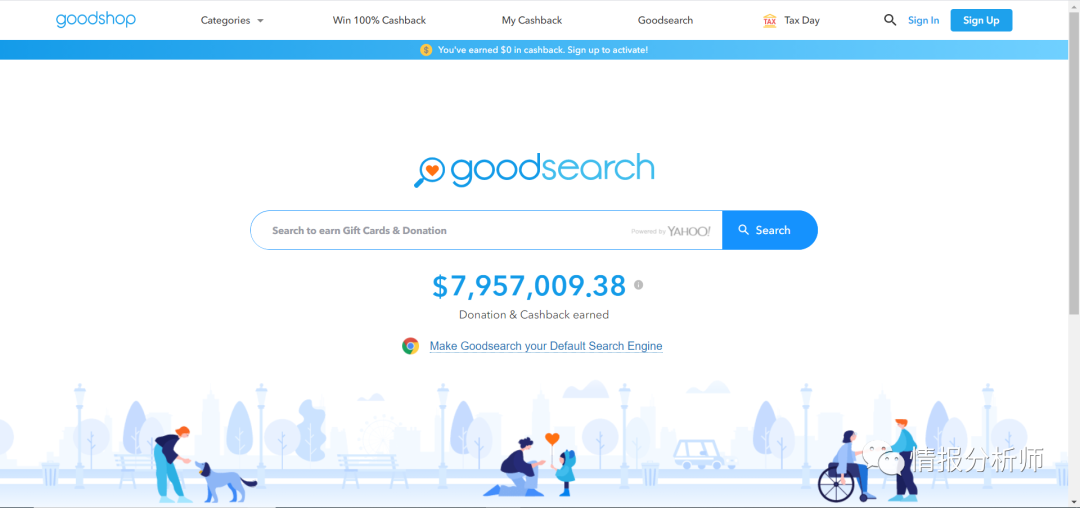 goodshop Categories Win 100% Cashback My Cashback Goodsearch TAX Tax Day Sign In Sign Up
$ You've earned $0 in cashback. Sign up to activate!
goodsearch
Search to earn Gift Cards & Donation Powered by YAHOO! Search
$7,957,009.38 i
Donation & Cashback earned
Make Goodsearch your Default Search Engine
情报分析师